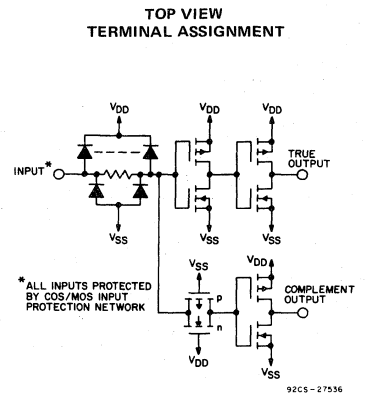 TOP VIEW
TERMINAL ASSIGNMENT
VDD
VDD
VDD
INPUT*
TRUE
OUTPUT
VSS
VSS
VSS
*ALL INPUTS PROTECTED
BY COS/MOS INPUT
PROTECTION NETWORK
VSS
p
n
VDD
VDD
COMPLEMENT
OUTPUT
VSS
92CS-27536